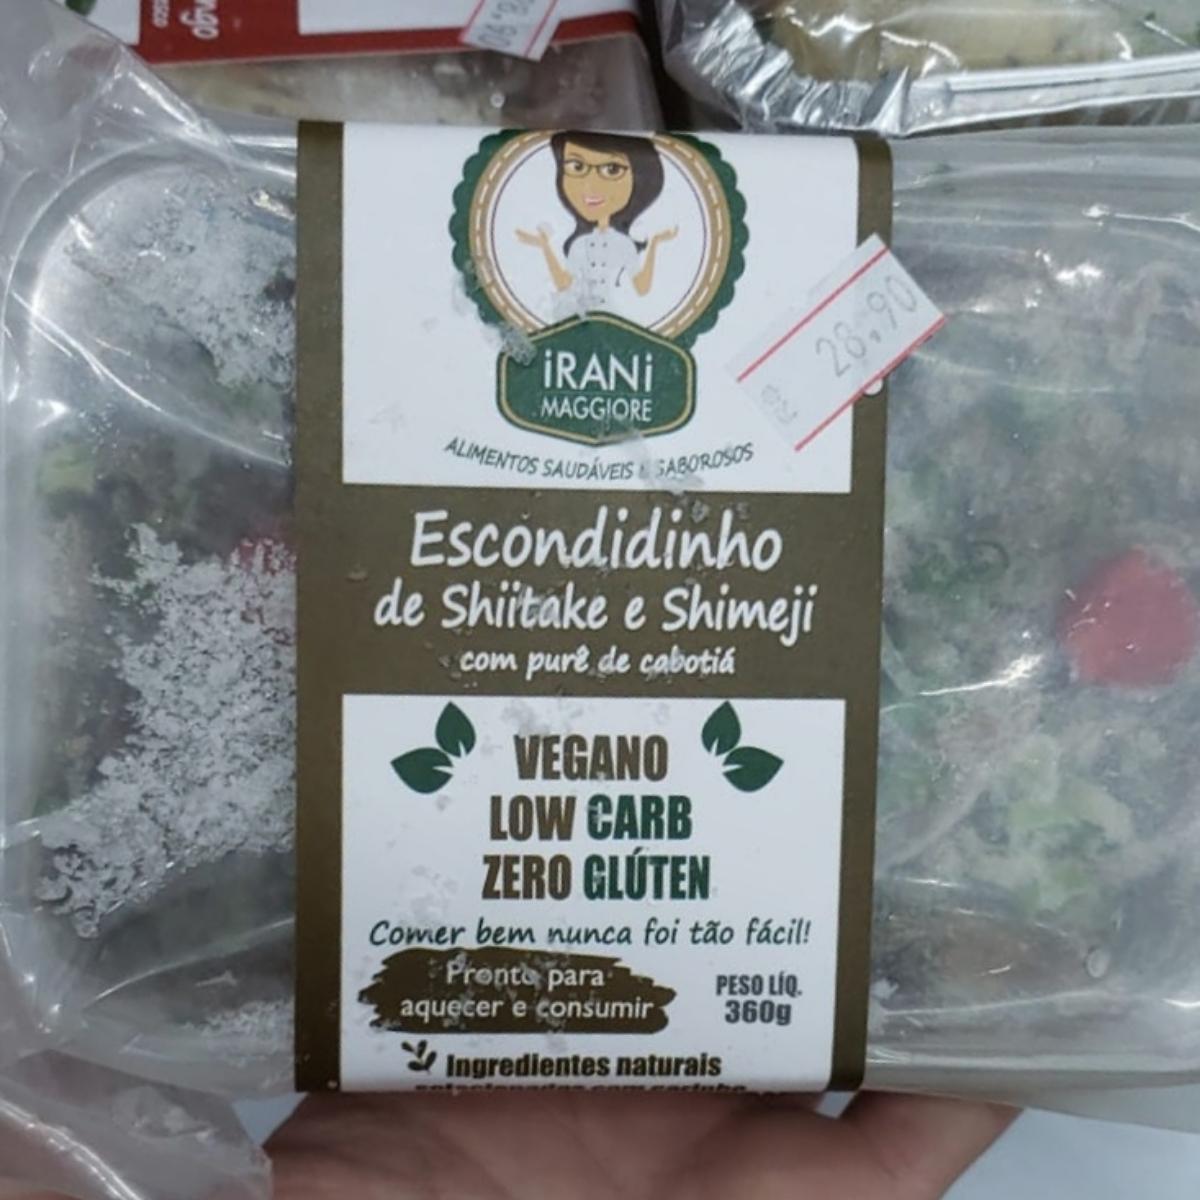 28,90
iRANi
MAGGIORE
ALIMENTOS SAUDÁVEIS E SABOROSOS
Escondidinho
de Shiitake e Shimeji
com purê de cabotiá
VEGANO
LOW CARB
ZERO GLÚTEN
Comer bem nunca foi tão fácil!
Pronto para
aquecer e consumir
PESO LÍQ.
360g
Ingredientes naturais